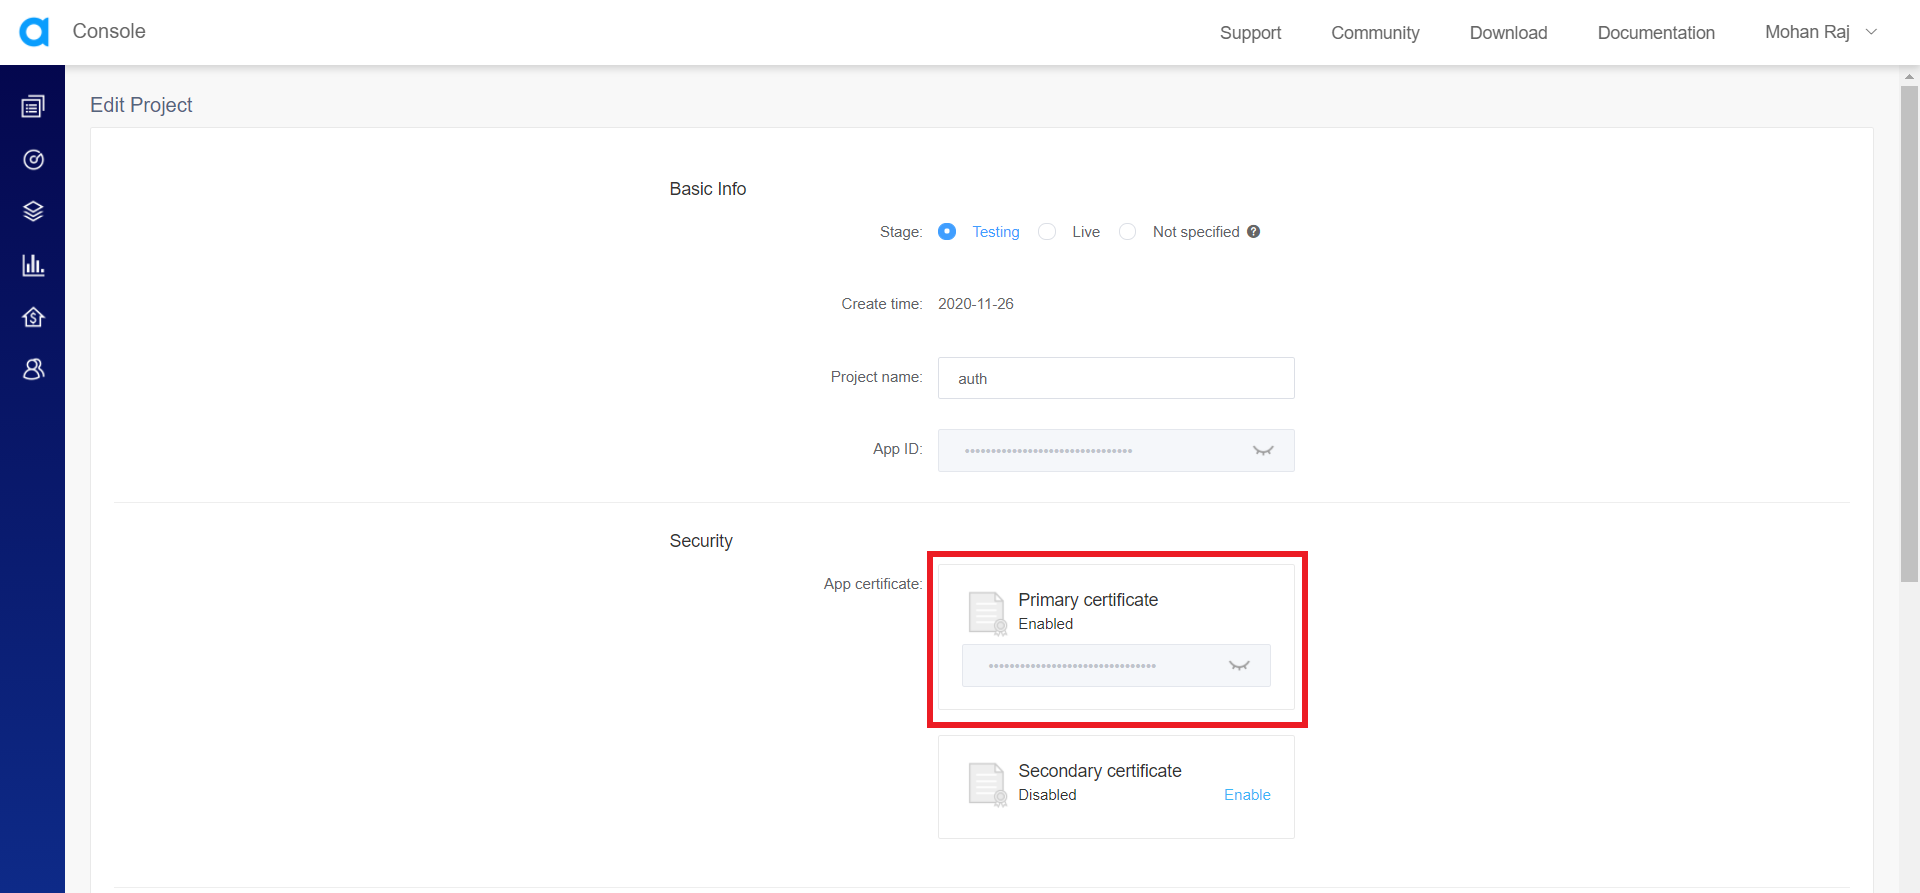 Console
Support
Community
Download
Documentation
Mohan Raj
Edit Project
Basic Info
Stage: Testing Live Not specified ?
Create time: 2020-11-26
Project name: auth
App ID: ••••••••••••••••••••••••••••••••
Security
App certificate:
Primary certificate
Enabled
••••••••••••••••••••••••••••••••
Secondary certificate
Disabled Enable